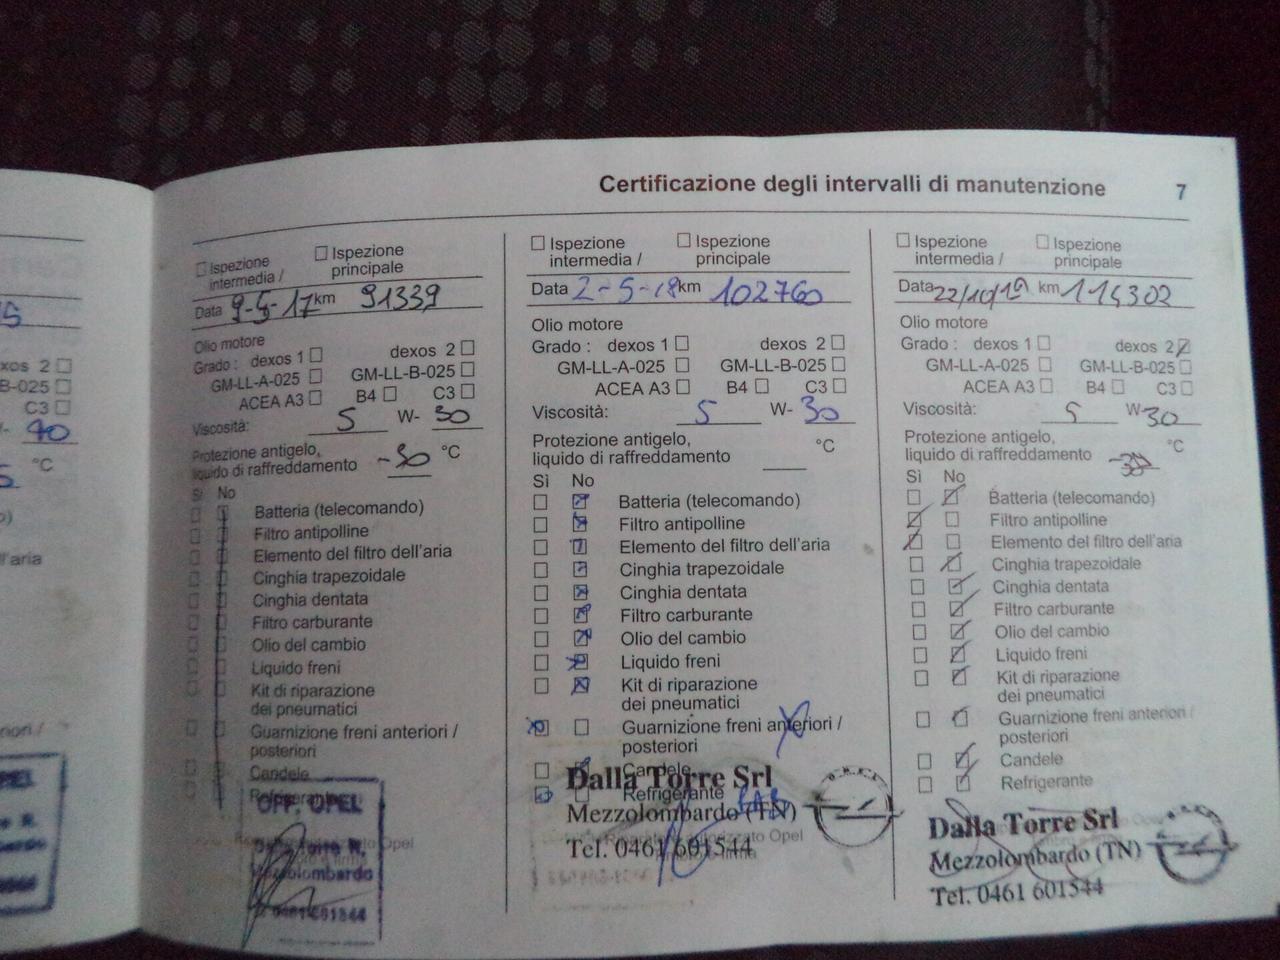 Certificazione degli intervalli di manutenzione 7
Ispezione intermedia /
Ispezione principale
Data 9-5-17 km 91339
Olio motore
Grado : dexos 1 dexos 2
GM-LL-A-025 GM-LL-B-025
ACEA A3 B4 C3
Viscosità: 5 W- 30
Protezione antigelo,
liquido di raffreddamento -30 °C
Sì No
Batteria (telecomando)
Filtro antipolline
Elemento del filtro dell'aria
Cinghia trapezoidale
Cinghia dentata
Filtro carburante
Olio del cambio
Liquido freni
Kit di riparazione
dei pneumatici
Guarnizione freni anteriori /
posteriori
Candele
OFF. OPEL
Mezzolombardo
0461 601544
Ispezione intermedia /
Ispezione principale
Data 2-5-18 km 102760
Olio motore
Grado : dexos 1 dexos 2
GM-LL-A-025 GM-LL-B-025
ACEA A3 B4 C3
Viscosità: 5 W- 30
Protezione antigelo,
liquido di raffreddamento °C
Sì No
Batteria (telecomando)
Filtro antipolline
Elemento del filtro dell'aria
Cinghia trapezoidale
Cinghia dentata
Filtro carburante
Olio del cambio
Liquido freni
Kit di riparazione
dei pneumatici
Guarnizione freni anteriori /
posteriori
Candele
Refrigerante
Dalla Torre Srl
Mezzolombardo (TN)
Tel. 0461 601544
OPEL
Ispezione intermedia /
Ispezione principale
Data 22/10/19 km 114302
Olio motore
Grado : dexos 1 dexos 2
GM-LL-A-025 GM-LL-B-025
ACEA A3 B4 C3
Viscosità: 5 W- 30
Protezione antigelo,
liquido di raffreddamento °C
Sì No
Batteria (telecomando)
Filtro antipolline
Elemento del filtro dell'aria
Cinghia trapezoidale
Cinghia dentata
Filtro carburante
Olio del cambio
Liquido freni
Kit di riparazione
dei pneumatici
Guarnizione freni anteriori /
posteriori
Candele
Refrigerante
Dalla Torre Srl
Mezzolombardo (TN)
Tel. 0461 601544